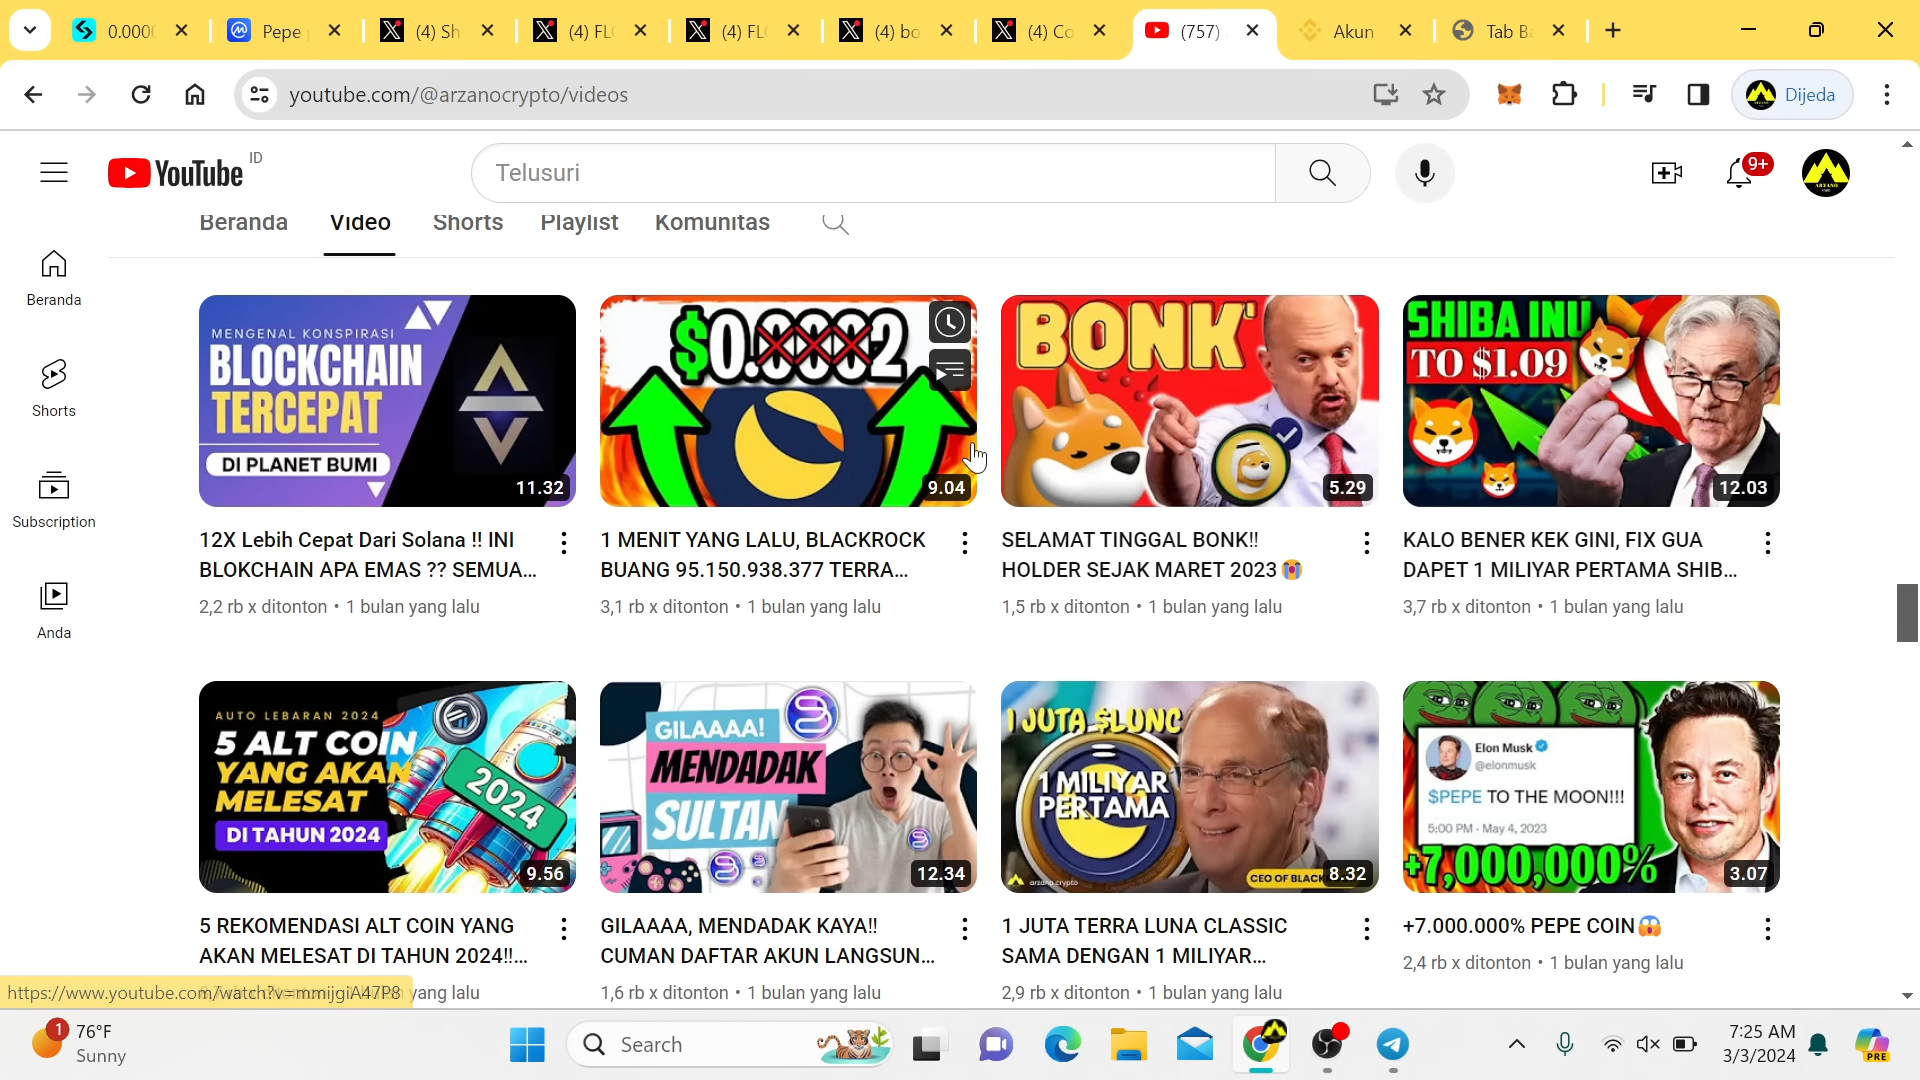 0.0000
Pepe
(4) Sh
(4) FL
(4) FL
(4) bo
(4) Co
(757)
Akun
Tab B
youtube.com/@arzanocrypto/videos
Dijeda
YouTube ID
Telusuri
9+
Beranda Video Shorts Playlist Komunitas
Beranda
Shorts
Subscription
Anda
MENGENAL KONSPIRASI
BLOCKCHAIN
TERCEPAT
DI PLANET BUMI
11.32
12X Lebih Cepat Dari Solana !! INI
BLOKCHAIN APA EMAS ?? SEMUA...
2,2 rb x ditonton • 1 bulan yang lalu
$0.0002
9.04
1 MENIT YANG LALU, BLACKROCK
BUANG 95.150.938.377 TERRA...
3,1 rb x ditonton • 1 bulan yang lalu
BONK
5.29
SELAMAT TINGGAL BONK!!
HOLDER SEJAK MARET 2023😭
1,5 rb x ditonton • 1 bulan yang lalu
SHIBA INU
TO $1.09
12.03
KALO BENER KEK GINI, FIX GUA
DAPET 1 MILIYAR PERTAMA SHIB...
3,7 rb x ditonton • 1 bulan yang lalu
AUTO LEBARAN 2024
5 ALT COIN
YANG AKAN
MELESAT
DI TAHUN 2024
2024
9.56
5 REKOMENDASI ALT COIN YANG
AKAN MELESAT DI TAHUN 2024!!...
yang lalu
GILAAAA!
MENDADAK
SULTAN
12.34
GILAAAA, MENDADAK KAYA!!
CUMAN DAFTAR AKUN LANGSUN...
1,6 rb x ditonton • 1 bulan yang lalu
1 JUTA $LUNC
1 MILIYAR
PERTAMA
arzano.crypto
CEO OF BLACK
8.32
1 JUTA TERRA LUNA CLASSIC
SAMA DENGAN 1 MILIYAR...
2,9 rb x ditonton • 1 bulan yang lalu
Elon Musk
@elonmusk
$PEPE TO THE MOON!!!
5:00 PM · May 4, 2023
+7,000,000%
3.07
+7.000.000% PEPE COIN😱
2,4 rb x ditonton • 1 bulan yang lalu
https://www.youtube.com/watch?v=mmijgiA47P8
1
76°F
Sunny
Search
7:25 AM
3/3/2024
PRE